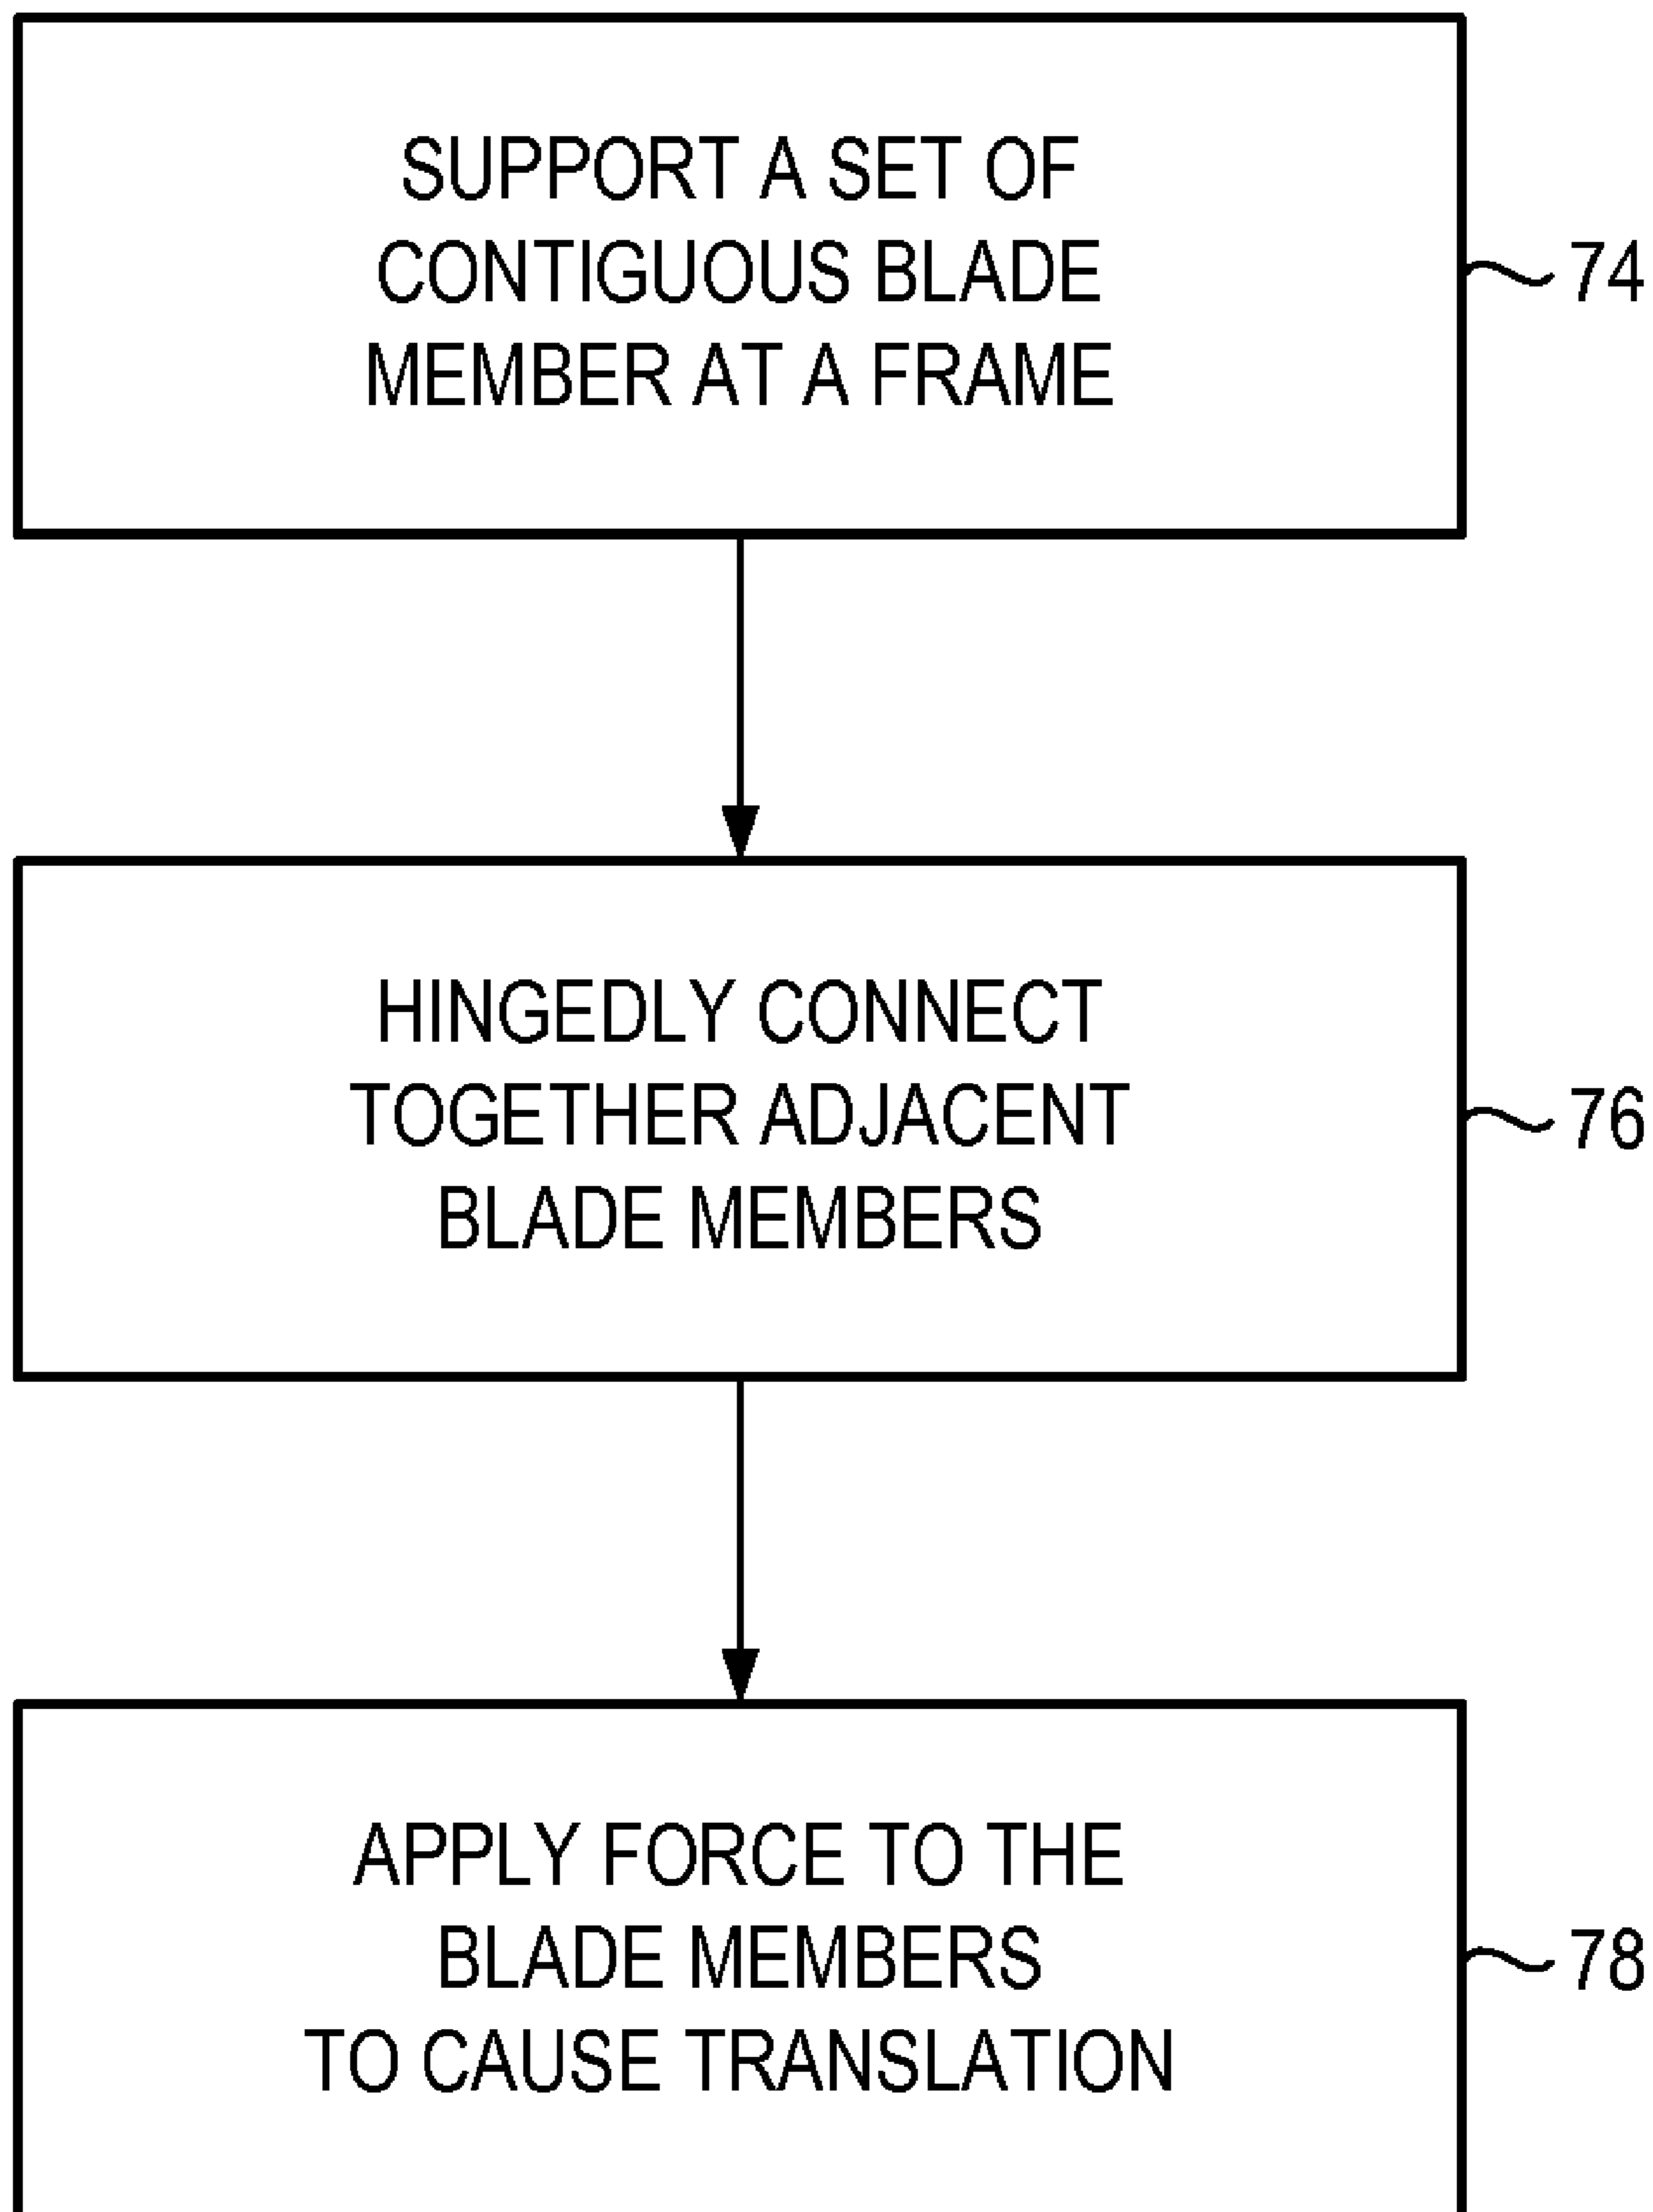 SUPPORT A SET OF
CONTIGUOUS BLADE
MEMBER AT A FRAME
74
HINGEDLY CONNECT
TOGETHER ADJACENT
BLADE MEMBERS
76
APPLY FORCE TO THE
BLADE MEMBERS
TO CAUSE TRANSLATION
78